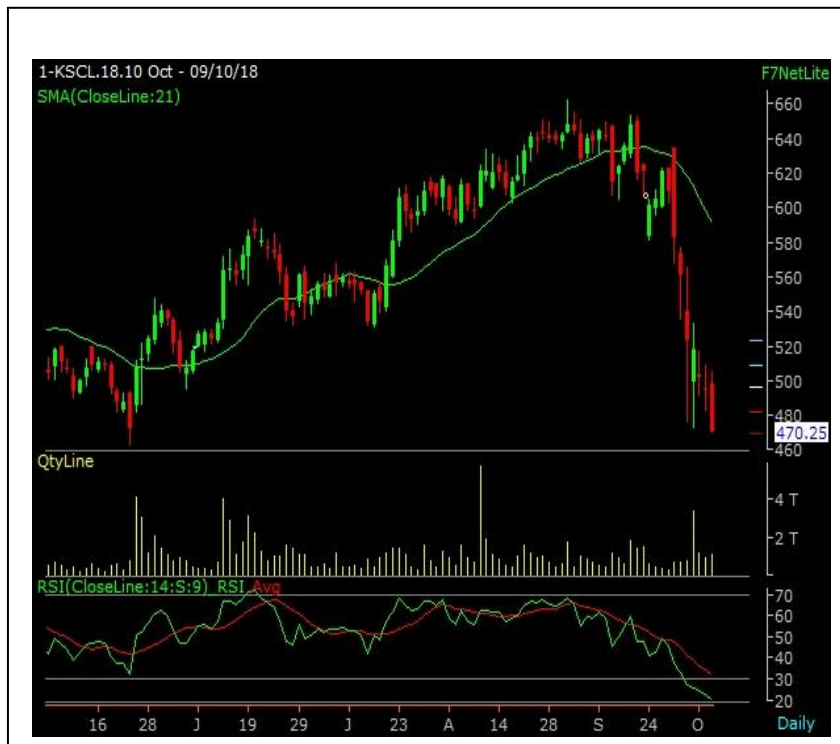 1-KSCL.18.10 Oct - 09/10/18
F7NetLite
SMA(CloseLine:21)
660
640
620
600
580
560
540
520
500
480
470.25
460
QtyLine
4 T
2 T
RSI(CloseLine:14:S:9) RSI Avg
70
60
50
40
30
20
16 28 J 19 29 J 23 A 14 28 S 24 O
Daily